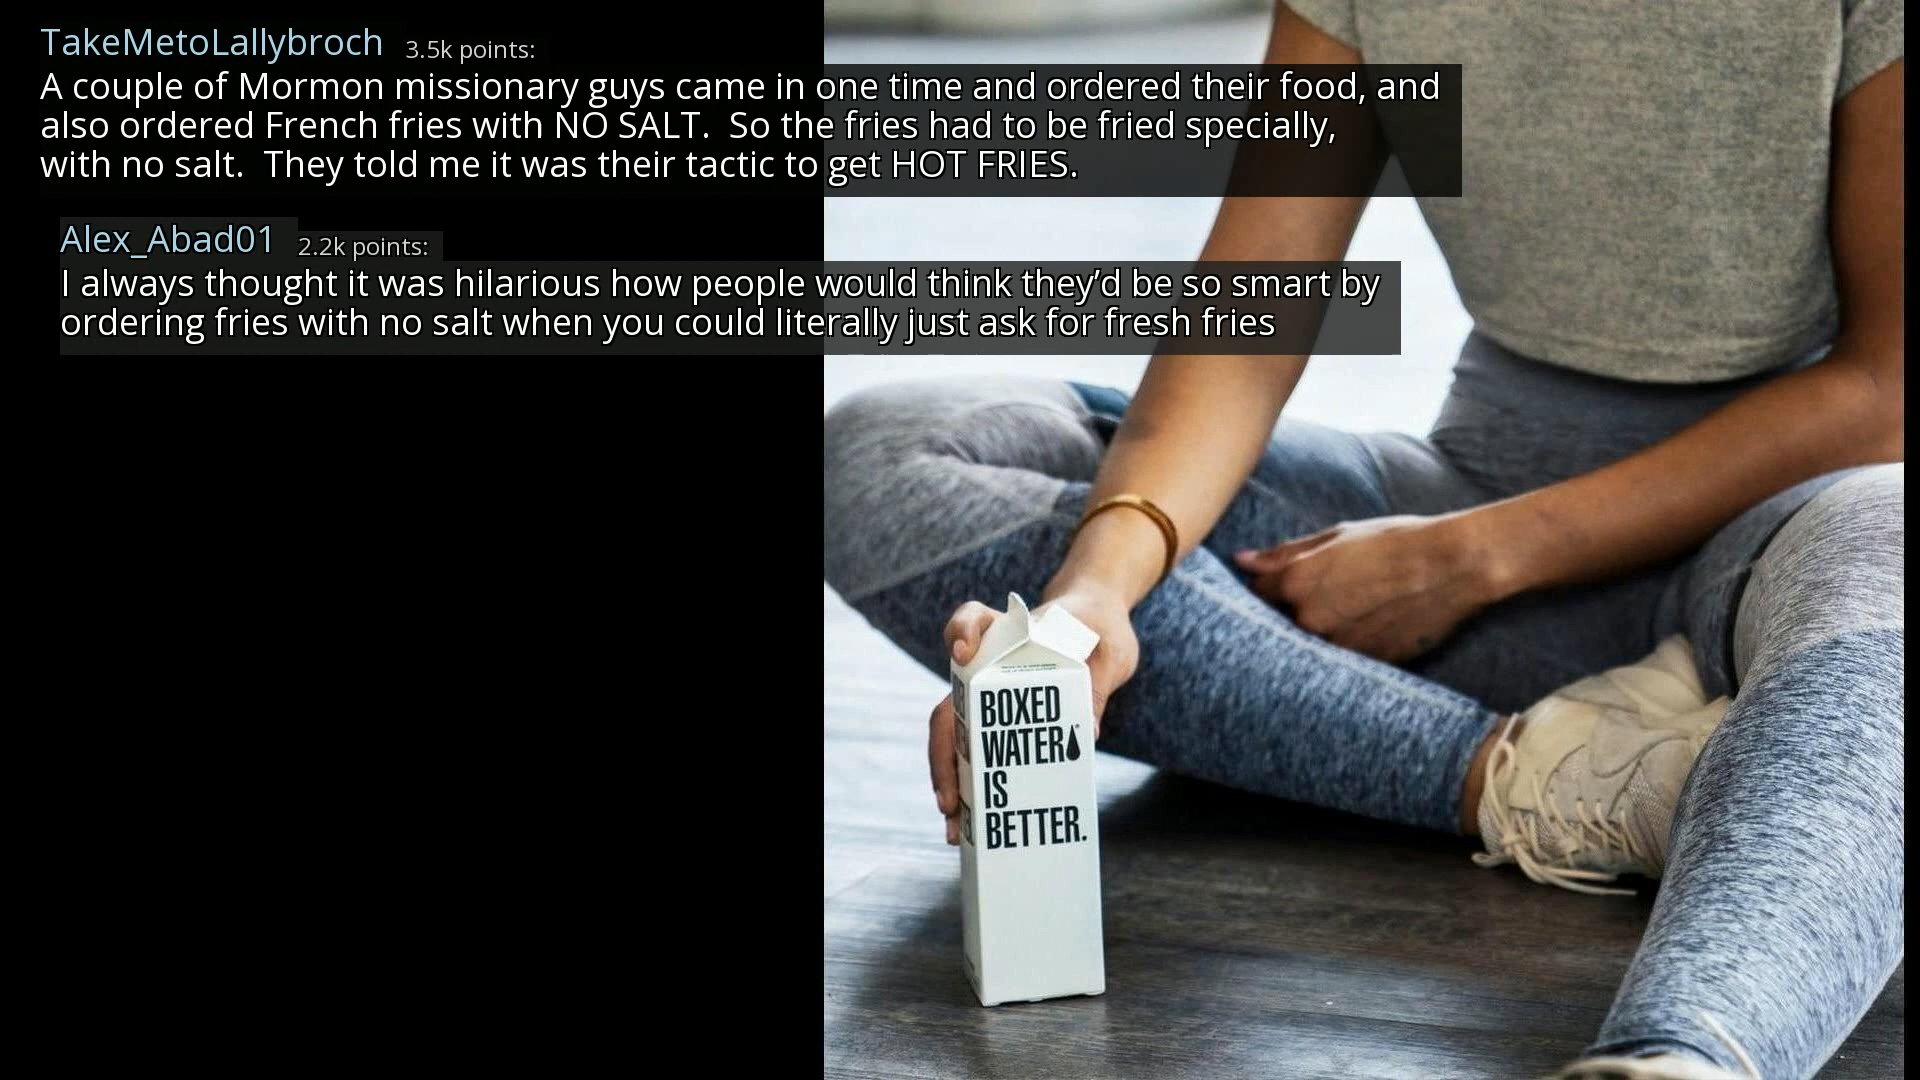 TakeMetoLallybroch 3.5k points:
A couple of Mormon missionary guys came in one time and ordered their food, and
also ordered French fries with NO SALT.  So the fries had to be fried specially,
with no salt.  They told me it was their tactic to get HOT FRIES.
Alex_Abad01 2.2k points:
I always thought it was hilarious how people would think they’d be so smart by
ordering fries with no salt when you could literally just ask for fresh fries
BOXED
WATER
IS
BETTER.